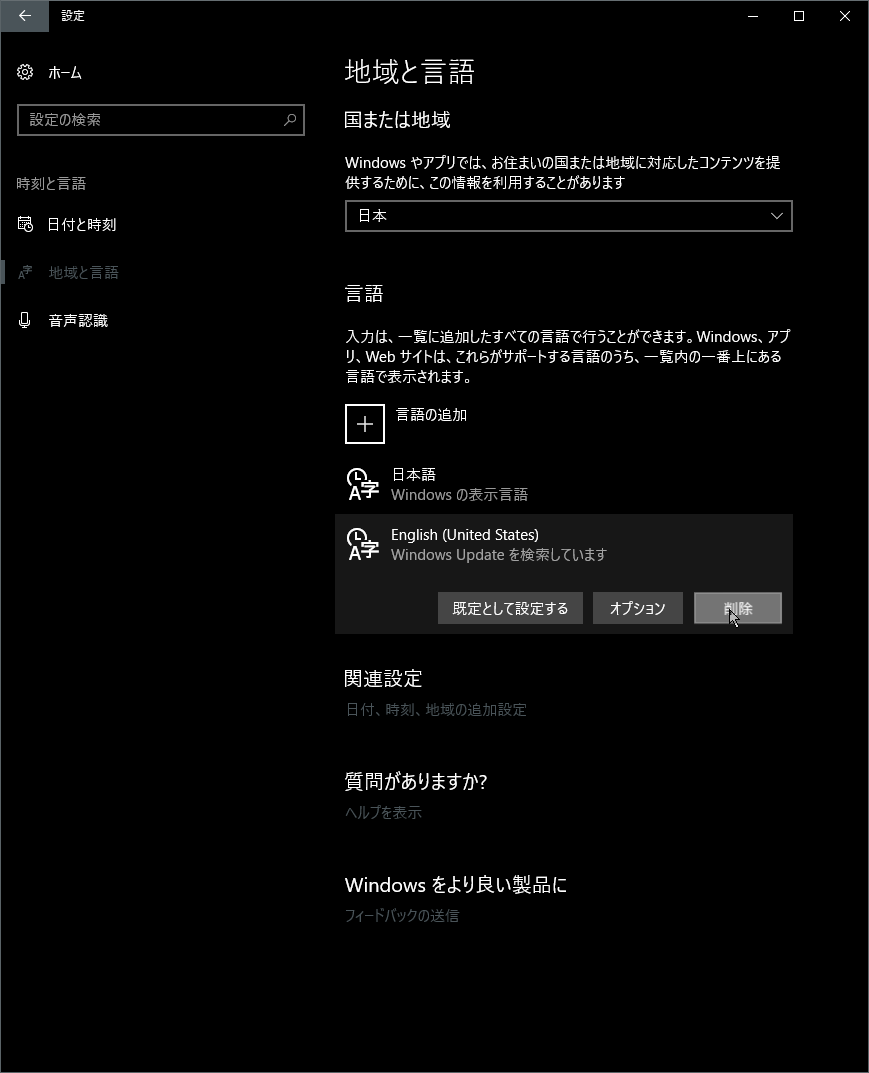 設定
ホーム
設定の検索
時刻と言語
日付と時刻
地域と言語
音声認識
地域と言語
国または地域
Windows やアプリでは、お住まいの国または地域に対応したコンテンツを提
供するために、この情報を利用することがあります
日本
言語
入力は、一覧に追加したすべての言語で行うことができます。Windows、アプ
リ、Web サイトは、これらがサポートする言語のうち、一覧内の一番上にある
言語で表示されます。
言語の追加
日本語
Windows の表示言語
English (United States)
Windows Update を検索しています
既定として設定する
オプション
削除
関連設定
日付、時刻、地域の追加設定
質問がありますか?
ヘルプを表示
Windows をより良い製品に
フィードバックの送信